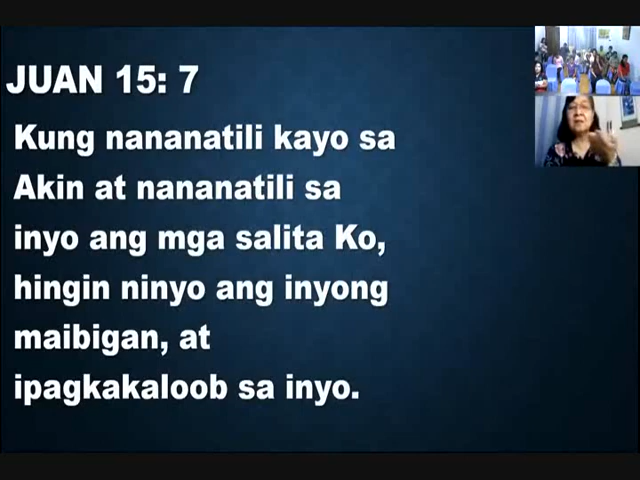 JUAN 15: 7
Kung nananatili kayo sa
Akin at nananatili sa
inyo ang mga salita Ko,
hingin ninyo ang inyong
maibigan, at
ipagkakaloob sa inyo.